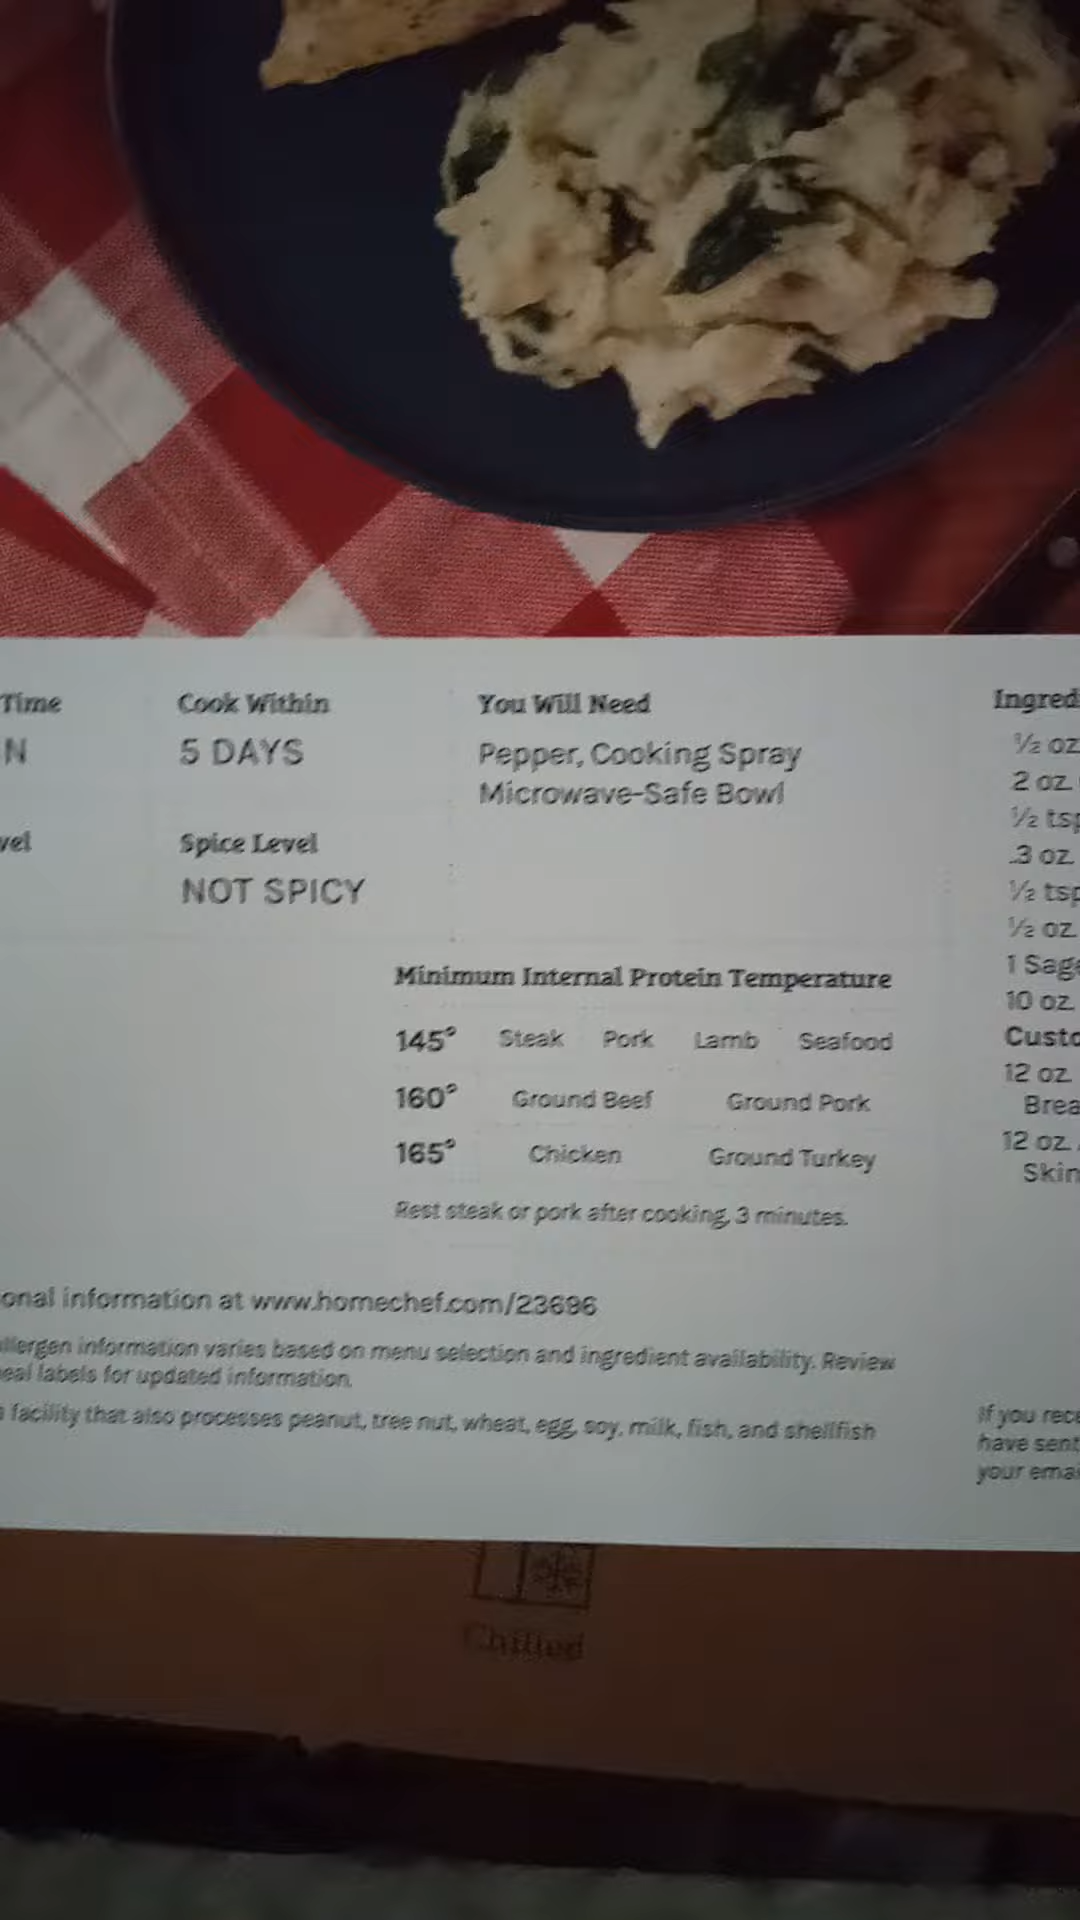 Time
Cook Within
You Will Need
N
5 DAYS
Pepper, Cooking Spray
Microwave-Safe Bowl
vel
Spice Level
NOT SPICY
Minimum Internal Protein Temperature
145° Steak Pork Lamb Seafood
160° Ground Beef Ground Pork
165° Chicken Ground Turkey
Rest steak or pork after cooking, 3 minutes.
onal information at www.homechef.com/23696
allergen information varies based on menu selection and ingredient availability. Review
eal labels for updated information.
facility that also processes peanut, tree nut, wheat, egg, soy, milk, fish, and shellfish
Ingred
½ oz
2 oz.
½ tsp
.3 oz.
½ tsp
½ oz.
1 Sage
10 oz.
Custo
12 oz.
Brea
12 oz.
Skin
If you rece
have sent
your emai
Chilled